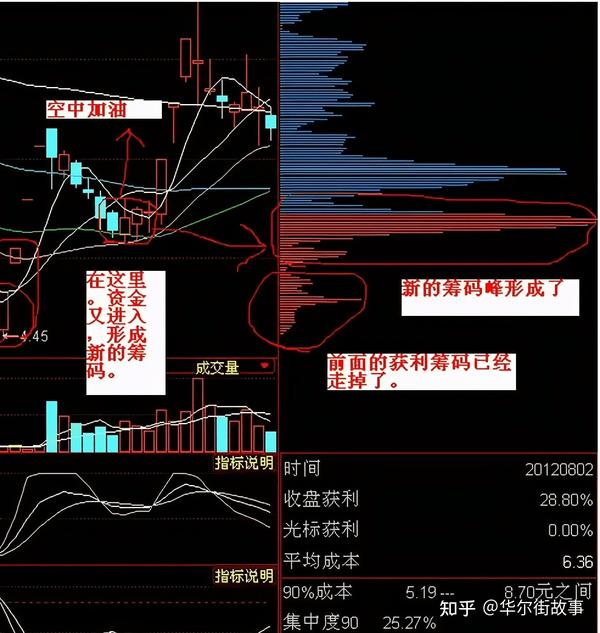 空中加油
在这里
。资金
又进入
，形成
新的筹
码。
新的筹码峰形成了
前面的获利筹码已经
走掉了。
←4.45
成交量
指标说明
指标说明
时间 20120802
收盘获利 28.80%
光标获利 0.00%
平均成本 6.36
90%成本 5.19--- 8.70元之间
集中度90 25.27%
知乎 @华尔街故事